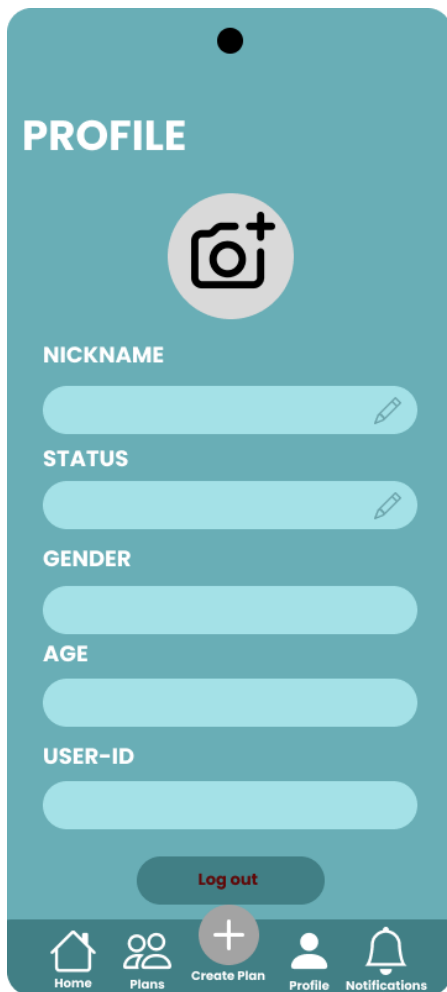 PROFILE
NICKNAME
STATUS
GENDER
AGE
USER-ID
Log out
Home
Plans
Create Plan
Profile
Notifications